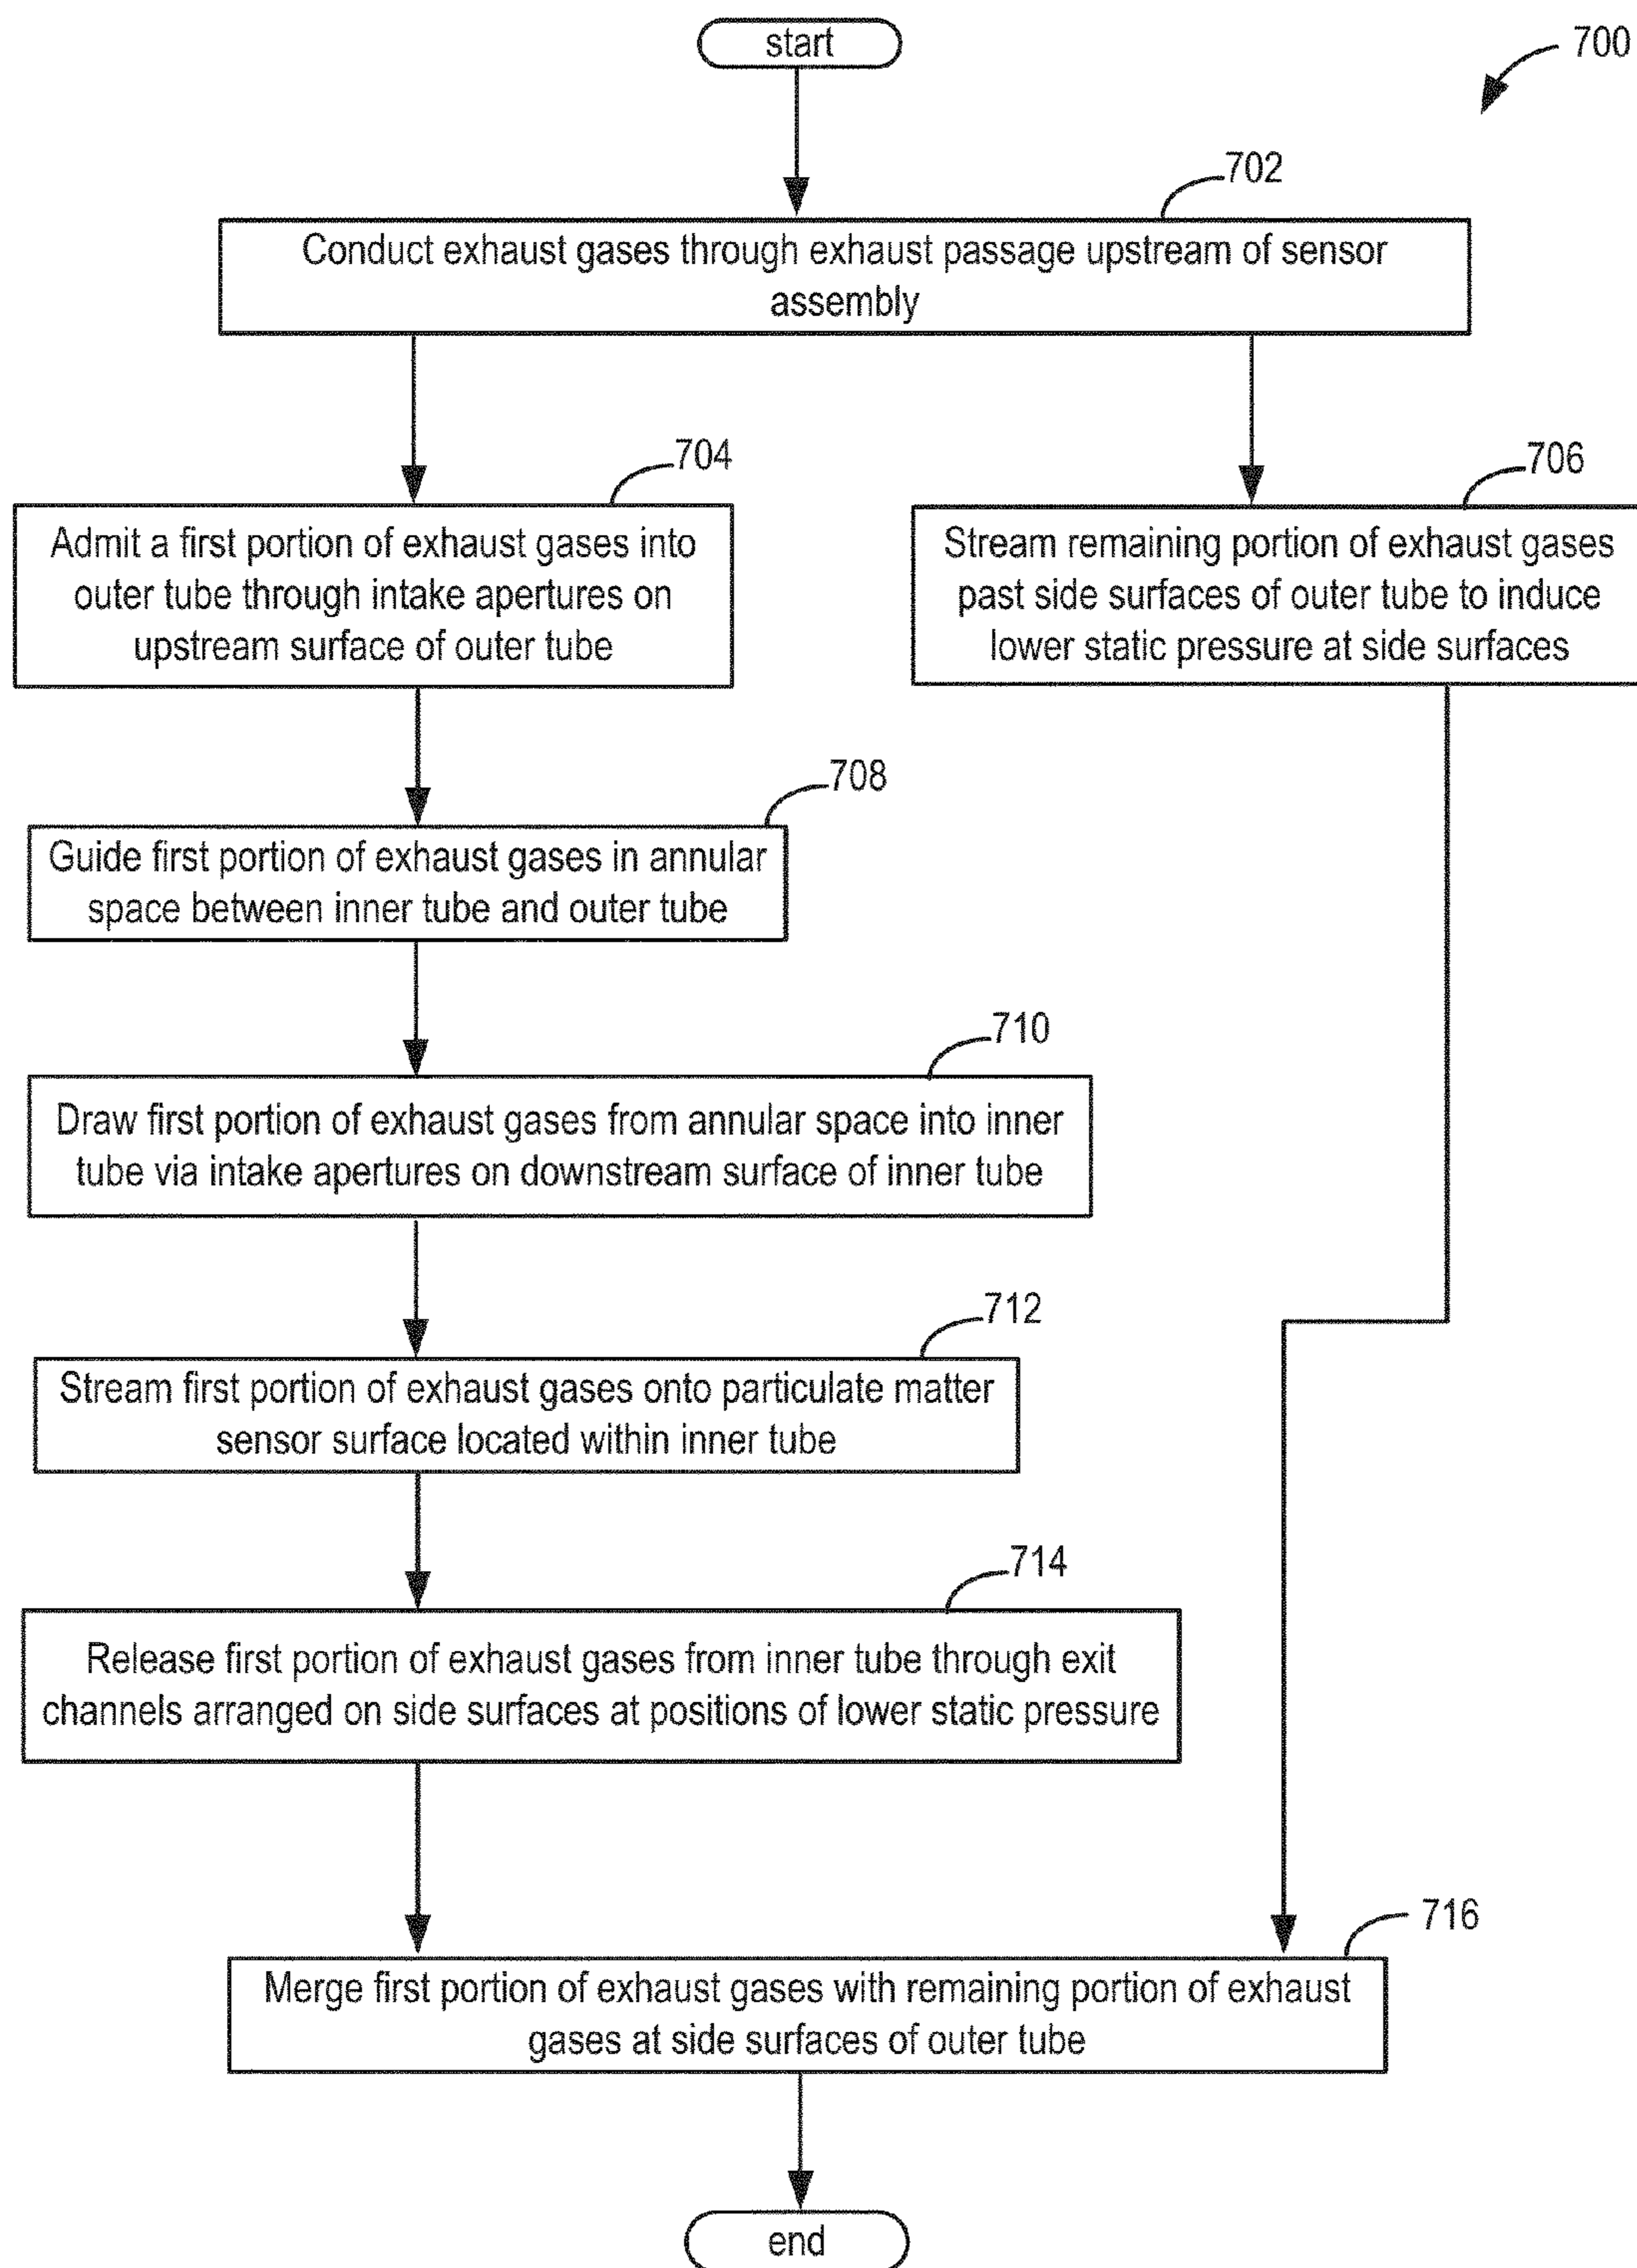 start
700
702
Conduct exhaust gases through exhaust passage upstream of sensor
assembly
704
Admit a first portion of exhaust gases into
outer tube through intake apertures on
upstream surface of outer tube
706
Stream remaining portion of exhaust gases
past side surfaces of outer tube to induce
lower static pressure at side surfaces
708
Guide first portion of exhaust gases in annular
space between inner tube and outer tube
710
Draw first portion of exhaust gases from annular space into inner
tube via intake apertures on downstream surface of inner tube
712
Stream first portion of exhaust gases onto particulate matter
sensor surface located within inner tube
714
Release first portion of exhaust gases from inner tube through exit
channels arranged on side surfaces at positions of lower static pressure
716
Merge first portion of exhaust gases with remaining portion of exhaust
gases at side surfaces of outer tube
end